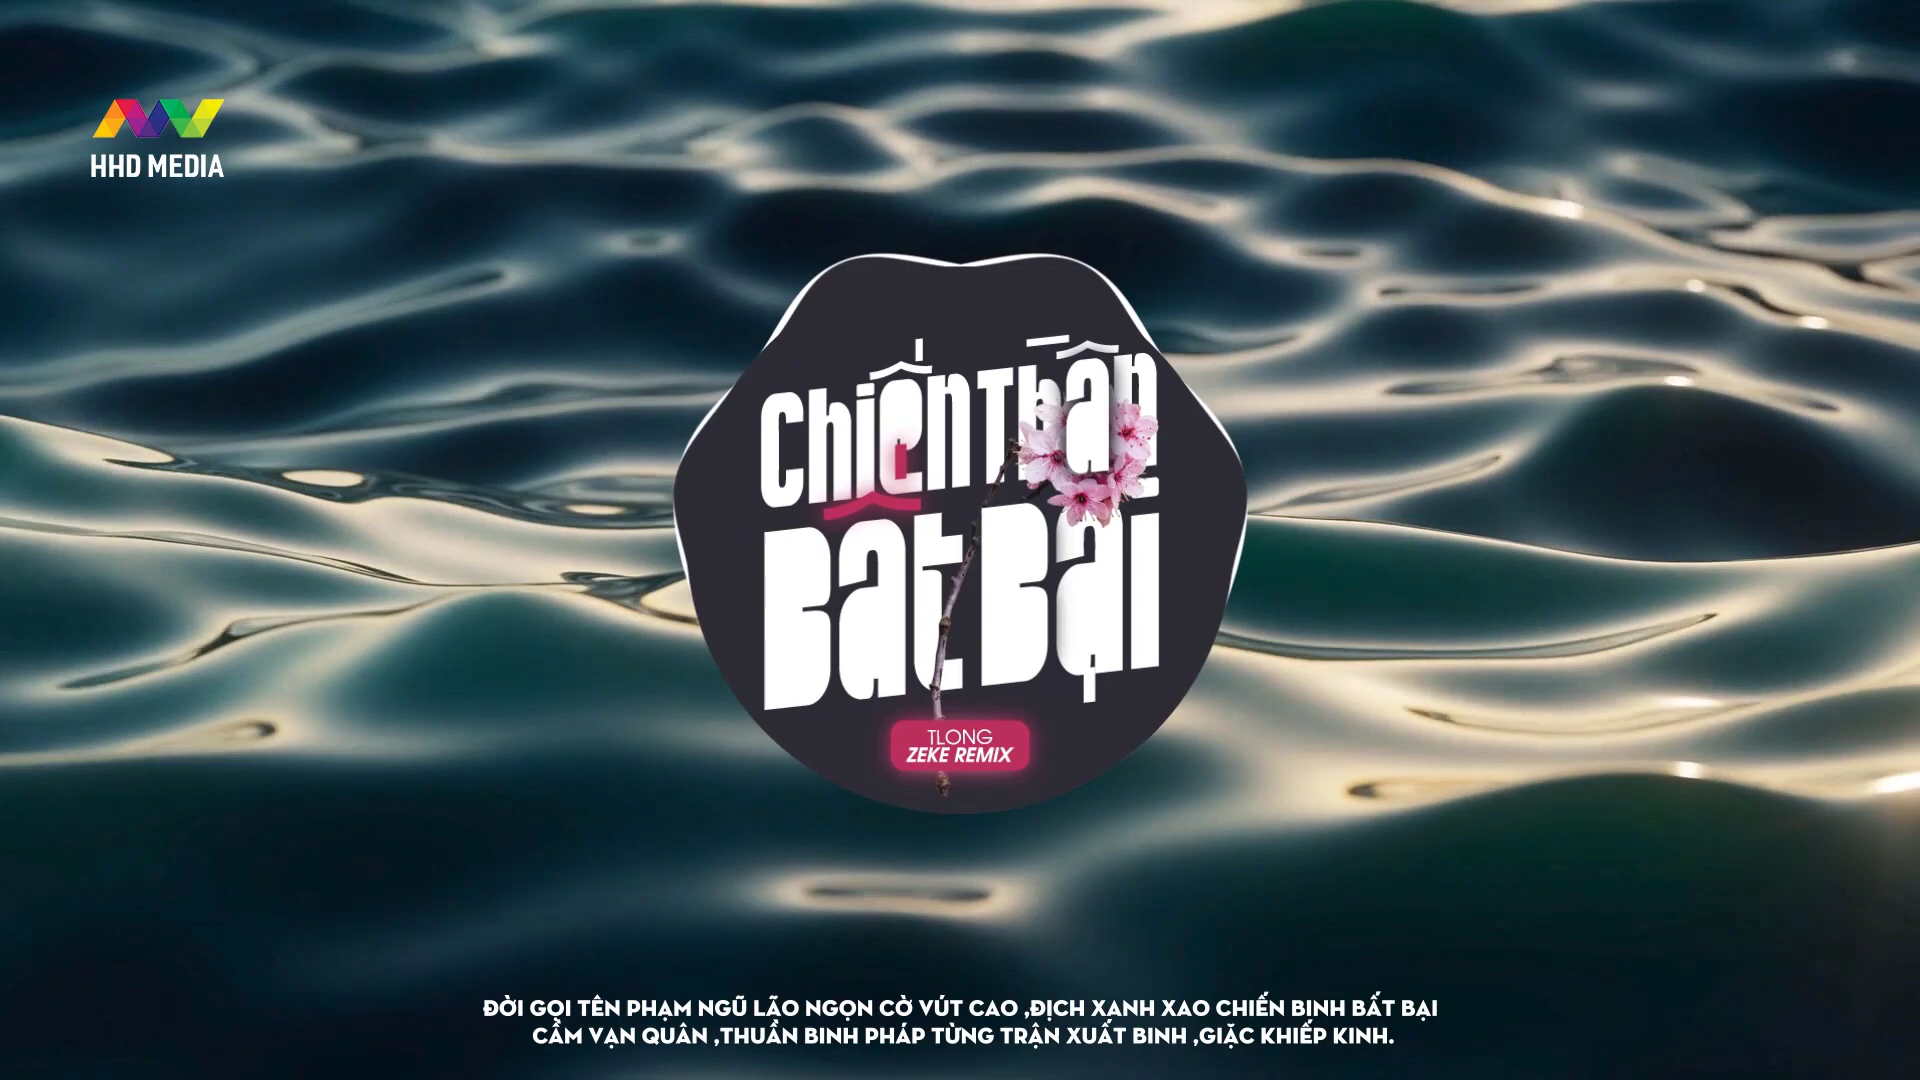 HHD MEDIA
Chiến Thần
Bất Bại
TLONG
ZEKE REMIX
ĐỜI GỌI TÊN PHẠM NGŨ LÃO NGỌN CỜ VÚT CAO ,ĐỊCH XANH XAO CHIẾN BINH BẤT BẠI
CẦM VẠN QUÂN ,THUẦN BINH PHÁP TỪNG TRẬN XUẤT BINH ,GIẶC KHIẾP KINH.